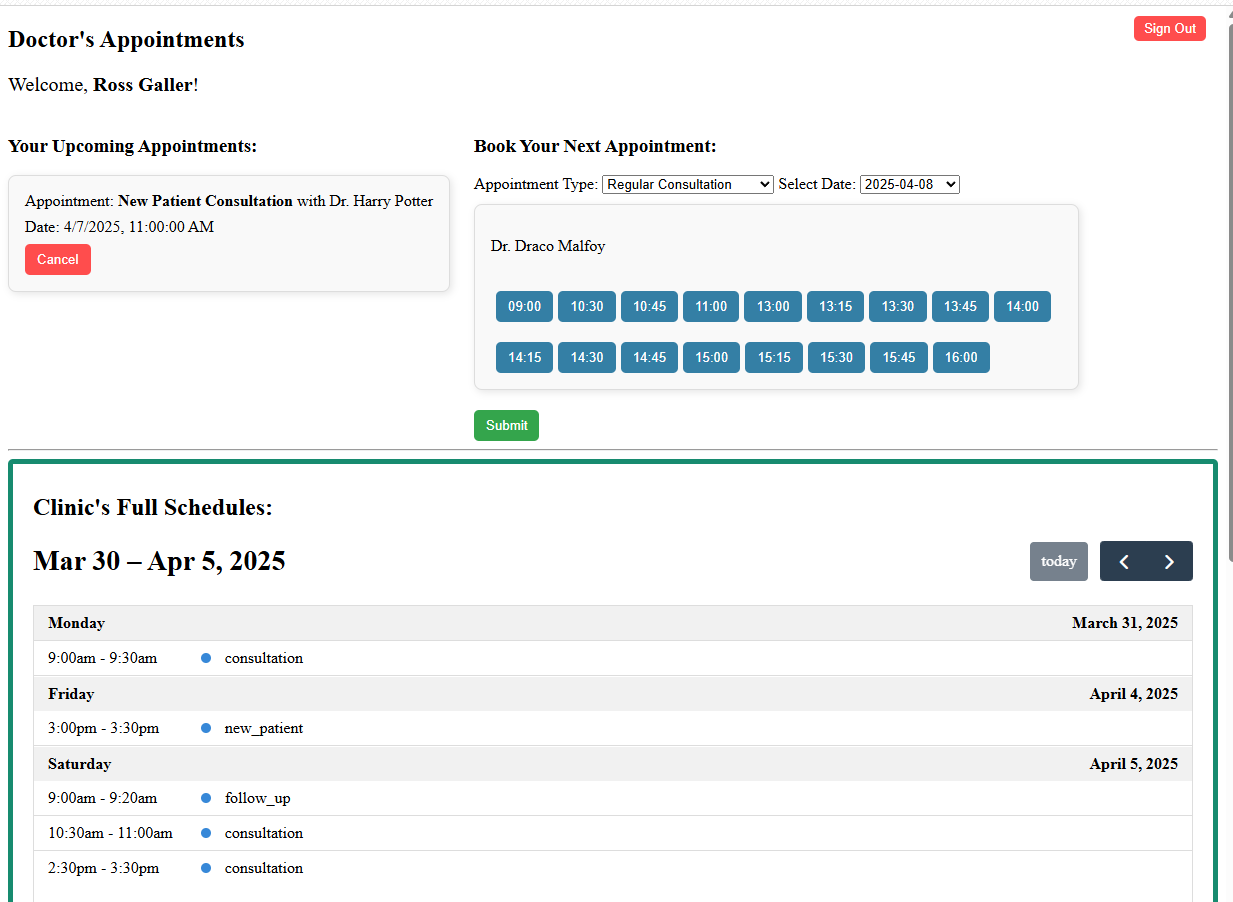 Doctor's Appointments
Sign Out
Welcome, Ross Galler!
Your Upcoming Appointments:
Appointment: New Patient Consultation with Dr. Harry Potter
Date: 4/7/2025, 11:00:00 AM
Cancel
Book Your Next Appointment:
Appointment Type: Regular Consultation Select Date: 2025-04-08
Dr. Draco Malfoy
09:00 10:30 10:45 11:00 13:00 13:15 13:30 13:45 14:00
14:15 14:30 14:45 15:00 15:15 15:30 15:45 16:00
Submit
Clinic's Full Schedules:
Mar 30 – Apr 5, 2025
today
Monday March 31, 2025
9:00am - 9:30am consultation
Friday April 4, 2025
3:00pm - 3:30pm new_patient
Saturday April 5, 2025
9:00am - 9:20am follow_up
10:30am - 11:00am consultation
2:30pm - 3:30pm consultation